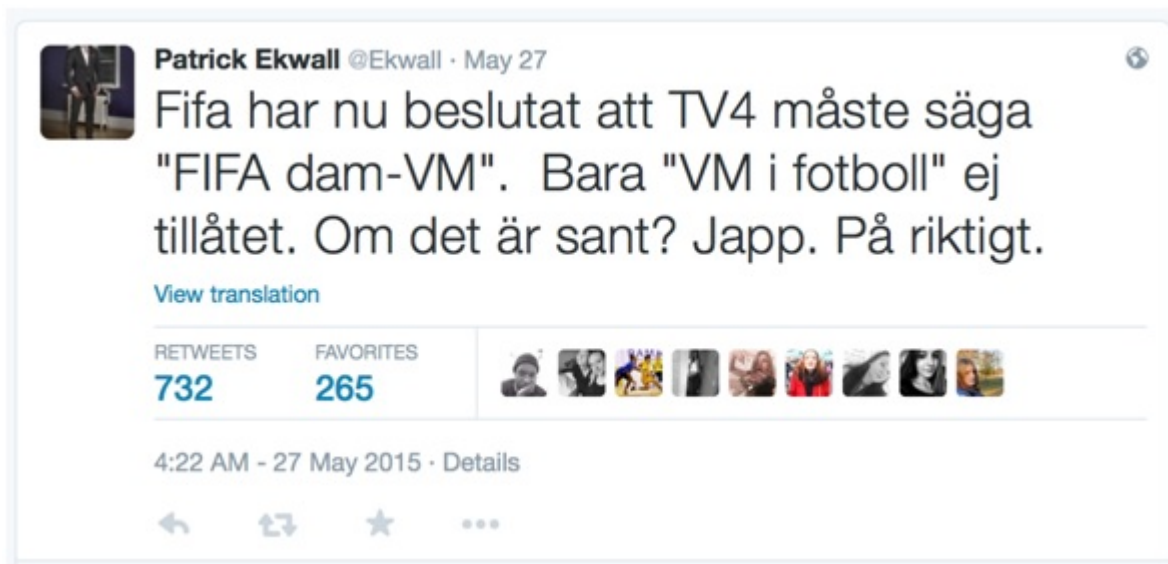 Patrick Ekwall @Ekwall · May 27
Fifa har nu beslutat att TV4 måste säga
"FIFA dam-VM".  Bara "VM i fotboll" ej
tillåtet. Om det är sant? Japp. På riktigt.
View translation
RETWEETS FAVORITES
732 265
4:22 AM - 27 May 2015 · Details